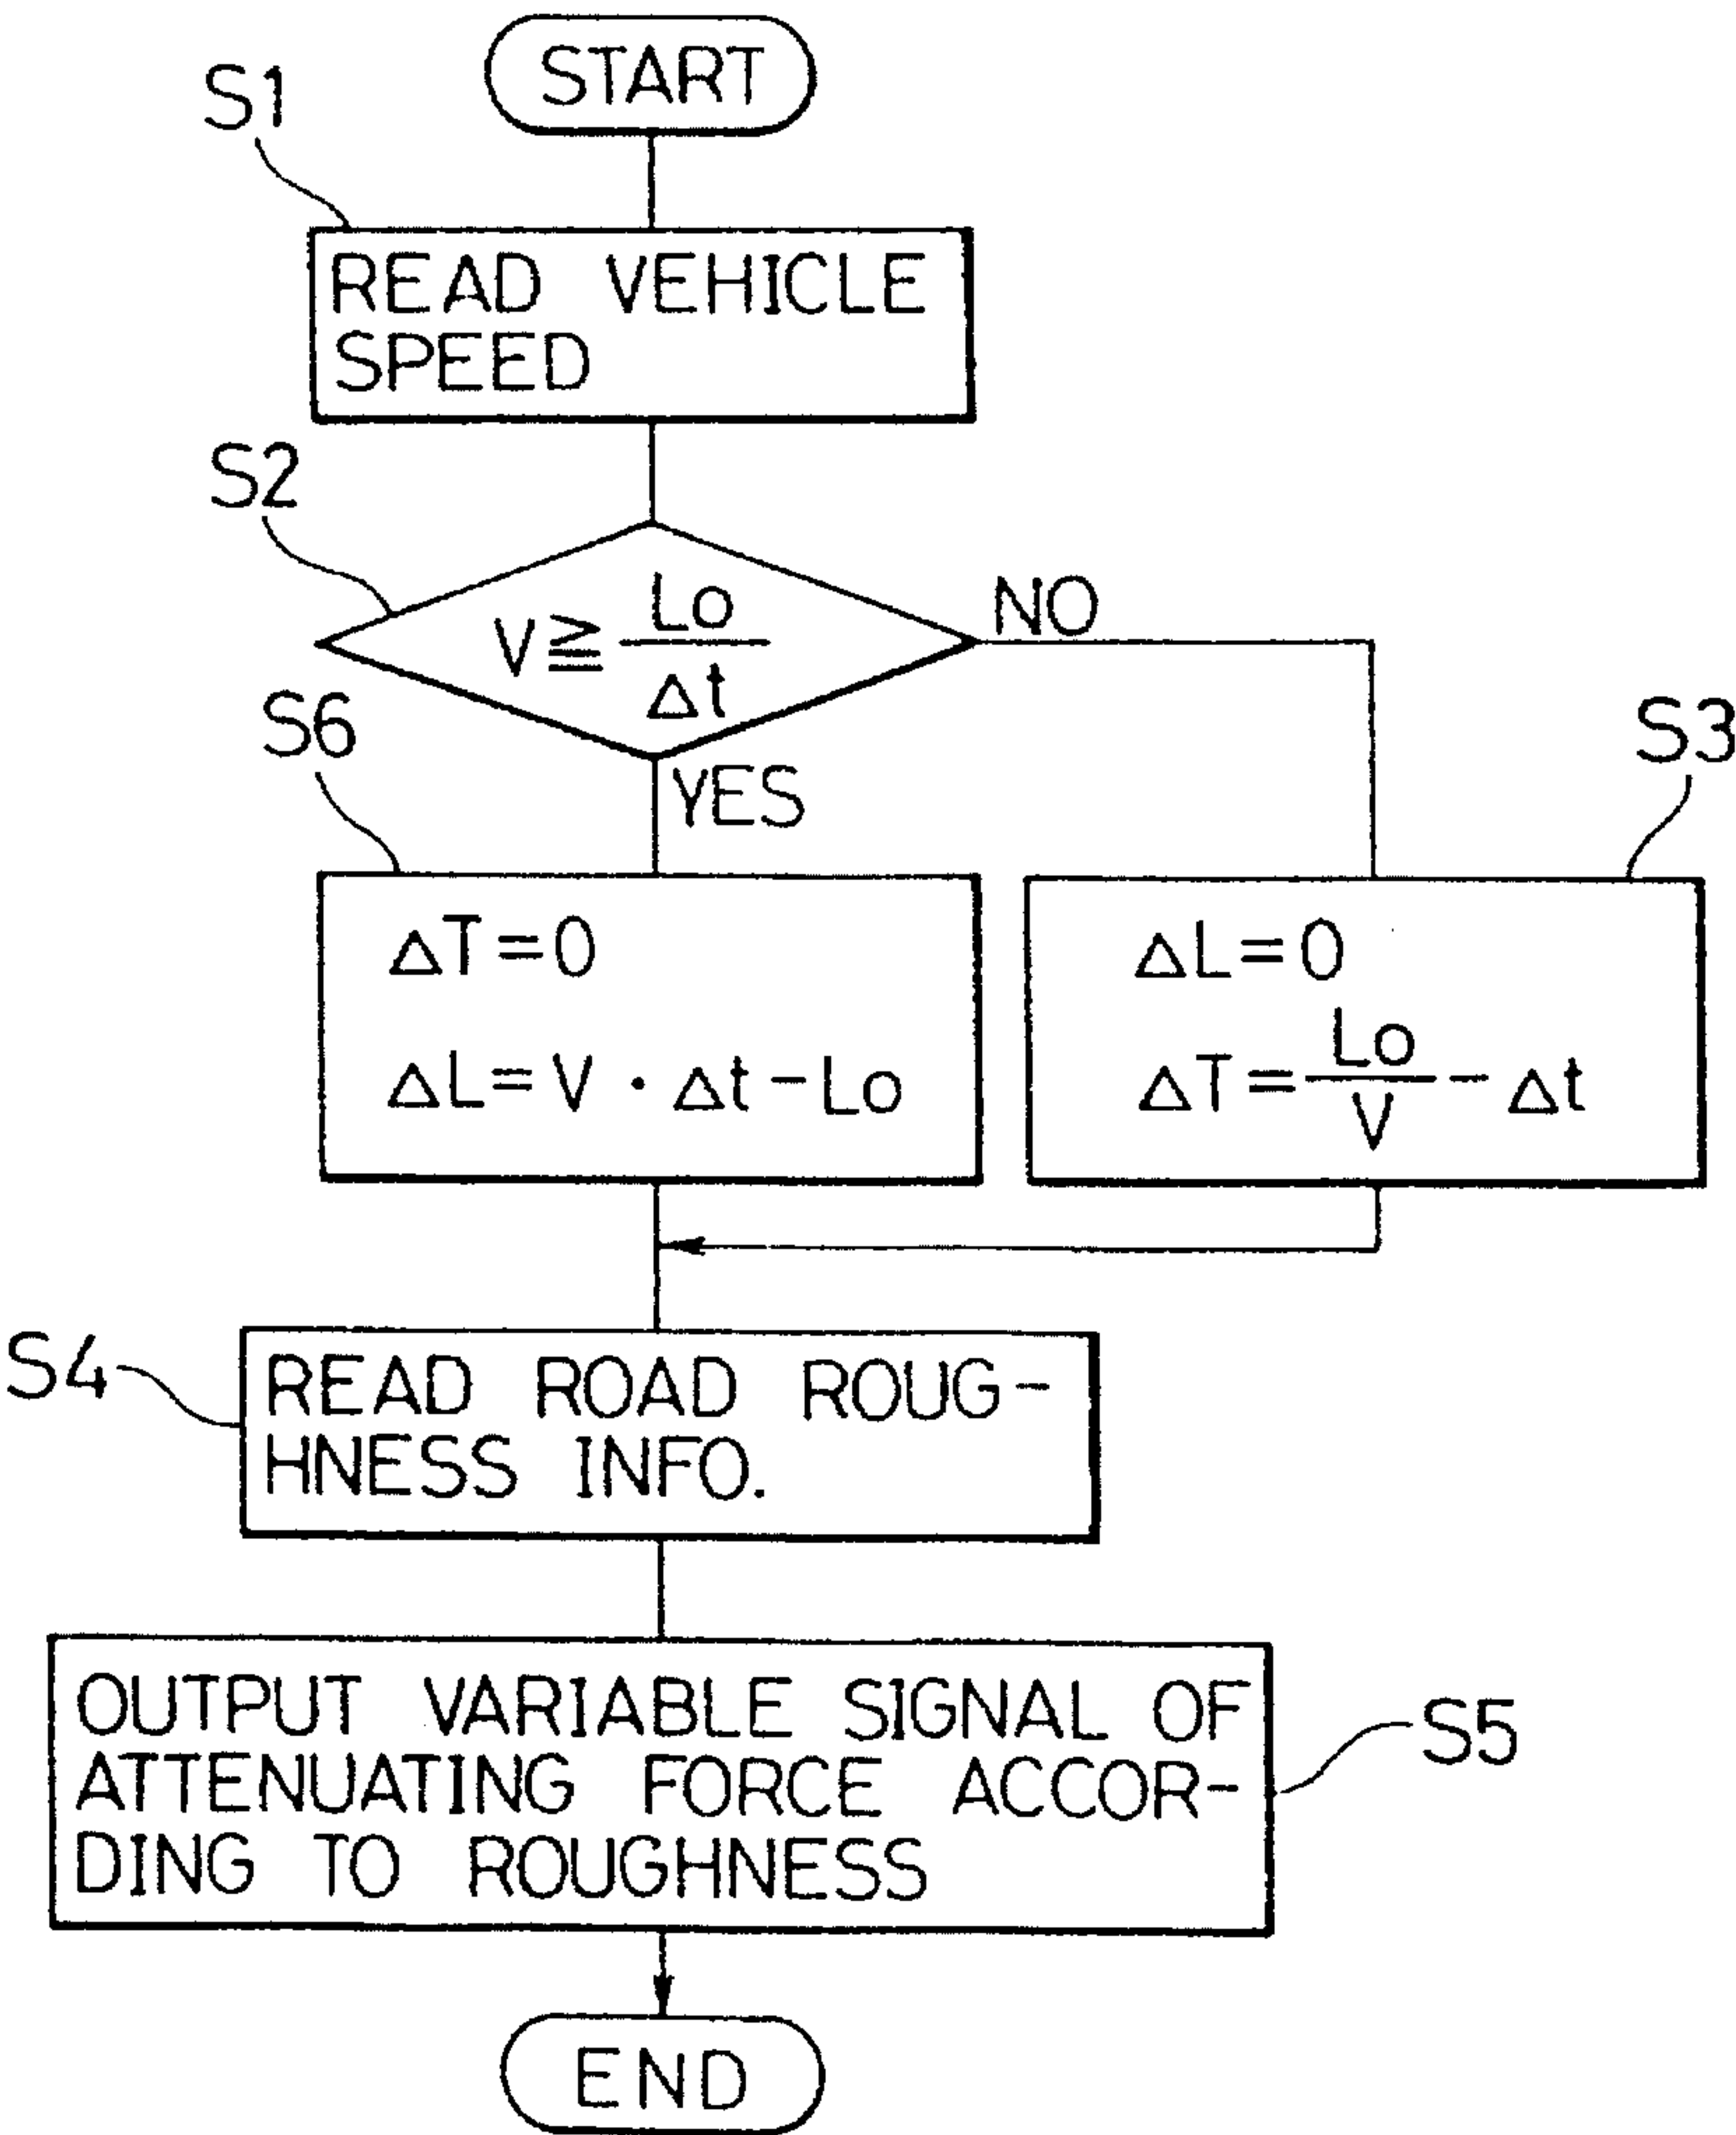 START
S1
READ VEHICLE
SPEED
S2
V≧Lo/Δt
NO
YES
S6
ΔT=0
ΔL=V・Δt-Lo
S3
ΔL=0
ΔT=Lo/V-Δt
S4
READ ROAD ROUG-
HNESS INFO.
OUTPUT VARIABLE SIGNAL OF
ATTENUATING FORCE ACCOR-
DING TO ROUGHNESS
S5
END